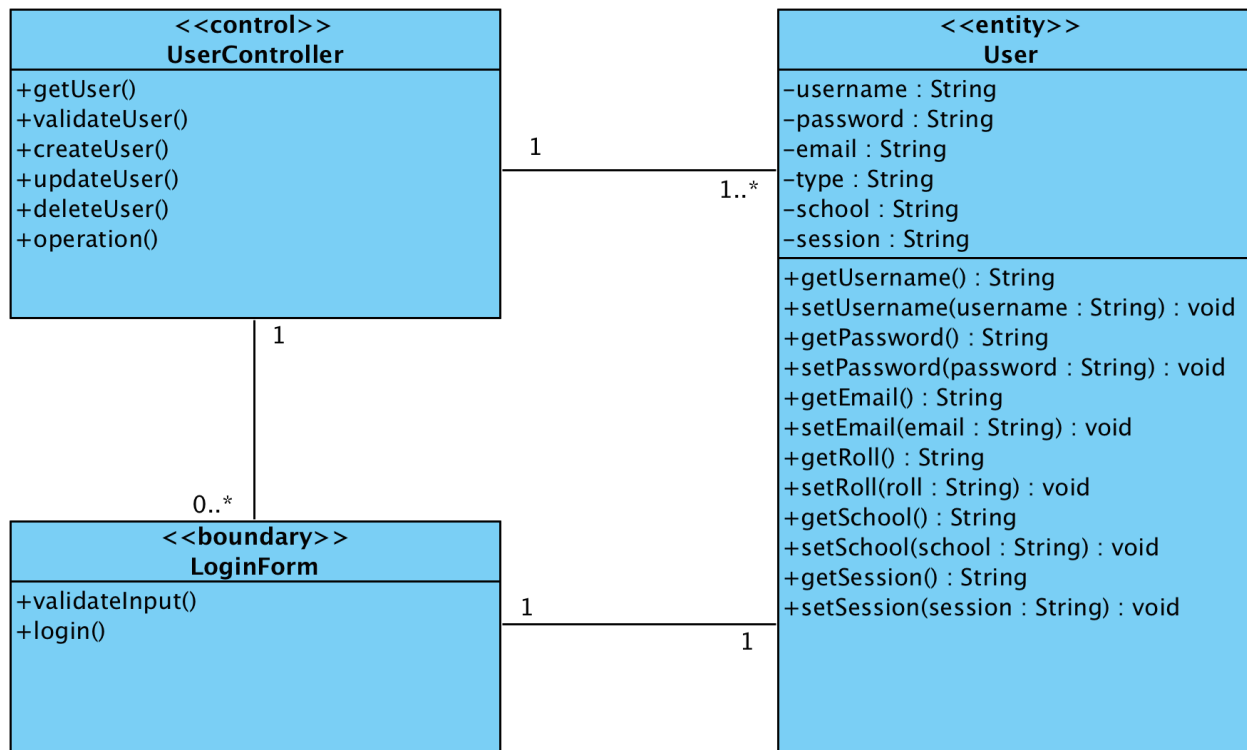 <<control>>
UserController
+getUser()
+validateUser()
+createUser()
+updateUser()
+deleteUser()
+operation()
1
1..*
<<entity>>
User
-username : String
-password : String
-email : String
-type : String
-school : String
-session : String
+getUsername() : String
+setUsername(username : String) : void
+getPassword() : String
+setPassword(password : String) : void
+getEmail() : String
+setEmail(email : String) : void
+getRoll() : String
+setRoll(roll : String) : void
+getSchool() : String
+setSchool(school : String) : void
+getSession() : String
+setSession(session : String) : void
1
0..*
<<boundary>>
LoginForm
+validateInput()
+login()
1
1